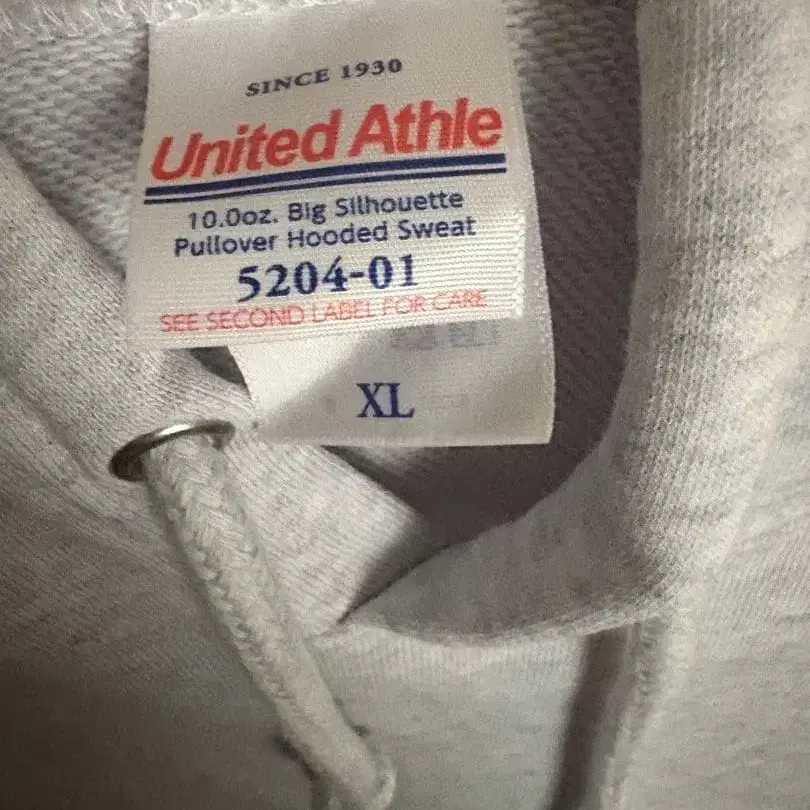 SINCE 1930
United Athle
10.0oz. Big Silhouette
Pullover Hooded Sweat
5204-01
SEE SECOND LABEL FOR CARE
XL